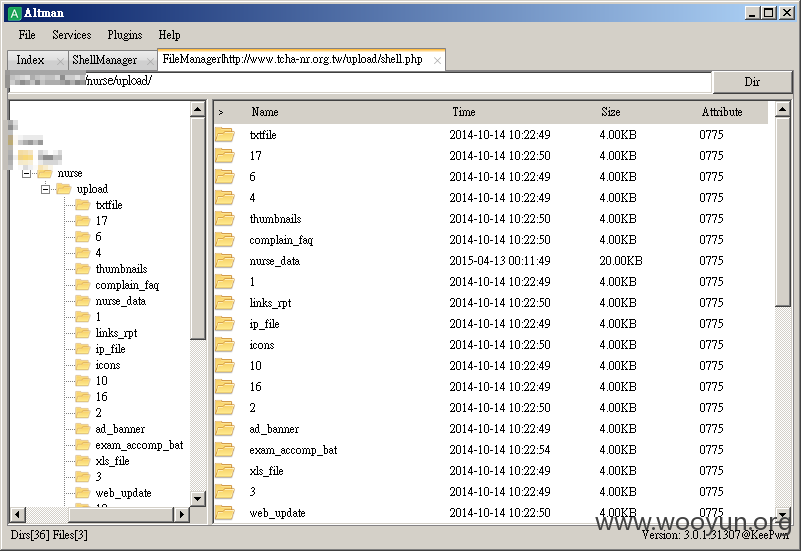 Altman
File Services Plugins Help
Index ShellManager FileManager[http://www.tcha-nr.org.tw/upload/shell.php
/nurse/upload/ Dir
nurse
upload
txtfile
17
6
4
thumbnails
complain_faq
nurse_data
1
links_rpt
ip_file
icons
10
16
2
ad_banner
exam_accomp_bat
xls_file
3
web_update
> Name Time Size Attribute
txtfile 2014-10-14 10:22:49 4.00KB 0775
17 2014-10-14 10:22:50 4.00KB 0775
6 2014-10-14 10:22:49 4.00KB 0775
4 2014-10-14 10:22:49 4.00KB 0775
thumbnails 2014-10-14 10:22:50 4.00KB 0775
complain_faq 2014-10-14 10:22:50 4.00KB 0775
nurse_data 2015-04-13 00:11:49 20.00KB 0775
1 2014-10-14 10:22:49 4.00KB 0775
links_rpt 2014-10-14 10:22:50 4.00KB 0775
ip_file 2014-10-14 10:22:49 4.00KB 0775
icons 2014-10-14 10:22:50 4.00KB 0775
10 2014-10-14 10:22:49 4.00KB 0775
16 2014-10-14 10:22:49 4.00KB 0775
2 2014-10-14 10:22:50 4.00KB 0775
ad_banner 2014-10-14 10:22:49 4.00KB 0775
exam_accomp_bat 2014-10-14 10:22:54 4.00KB 0775
xls_file 2014-10-14 10:22:49 4.00KB 0775
3 2014-10-14 10:22:49 4.00KB 0775
web_update 2014-10-14 10:22:50 4.00KB 0775
www.wooyun.org
Dirs[36] Files[3] Version: 3.0.1.31307@KeePwn